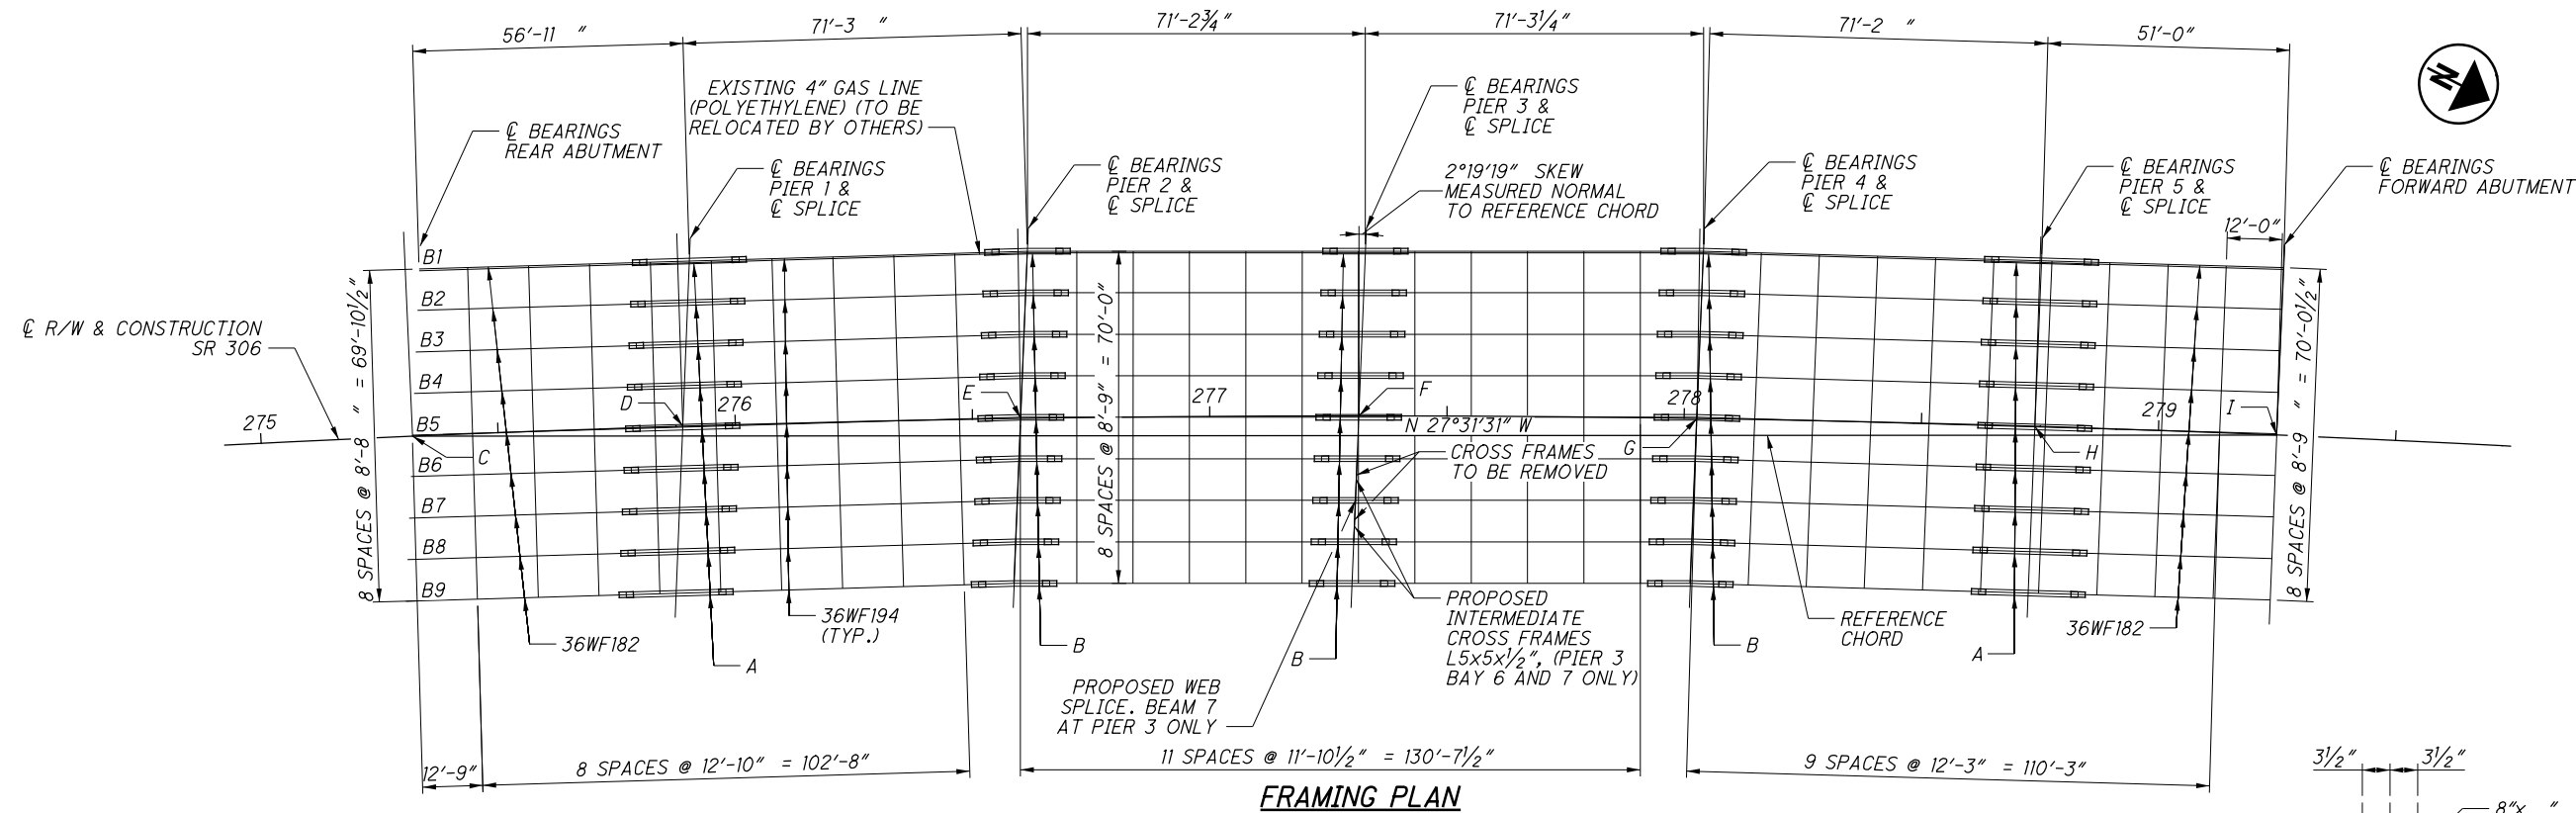 56'-11 "
71'-3 "
71'-2¾"
71'-3¼"
71'-2 "
51'-0"
N
EXISTING 4" GAS LINE
(POLYETHYLENE) (TO BE
RELOCATED BY OTHERS)
℄ BEARINGS
REAR ABUTMENT
℄ BEARINGS
PIER 1 &
℄ SPLICE
℄ BEARINGS
PIER 2 &
℄ SPLICE
℄ BEARINGS
PIER 3 &
℄ SPLICE
2°19'19" SKEW
MEASURED NORMAL
TO REFERENCE CHORD
℄ BEARINGS
PIER 4 &
℄ SPLICE
℄ BEARINGS
PIER 5 &
℄ SPLICE
℄ BEARINGS
FORWARD ABUTMENT
12'-0"
B1
B2
B3
B4
B5
B6
B7
B8
B9
8 SPACES @ 8'-8 " = 69'-10½"
8 SPACES @ 8'-9" = 70'-0"
8 SPACES @ 8'-9 " = 70'-0½"
℄ R/W & CONSTRUCTION
SR 306
275
276
277
278
279
C
D
E
F
G
H
I
N 27°31'31" W
CROSS FRAMES
TO BE REMOVED
36WF182
A
36WF194
(TYP.)
B
B
PROPOSED
INTERMEDIATE
CROSS FRAMES
L5x5x½", (PIER 3
BAY 6 AND 7 ONLY)
B
REFERENCE
CHORD
A
36WF182
PROPOSED WEB
SPLICE. BEAM 7
AT PIER 3 ONLY
12'-9"
8 SPACES @ 12'-10" = 102'-8"
11 SPACES @ 11'-10½" = 130'-7½"
9 SPACES @ 12'-3" = 110'-3"
FRAMING PLAN
3½"
3½"
8"x "